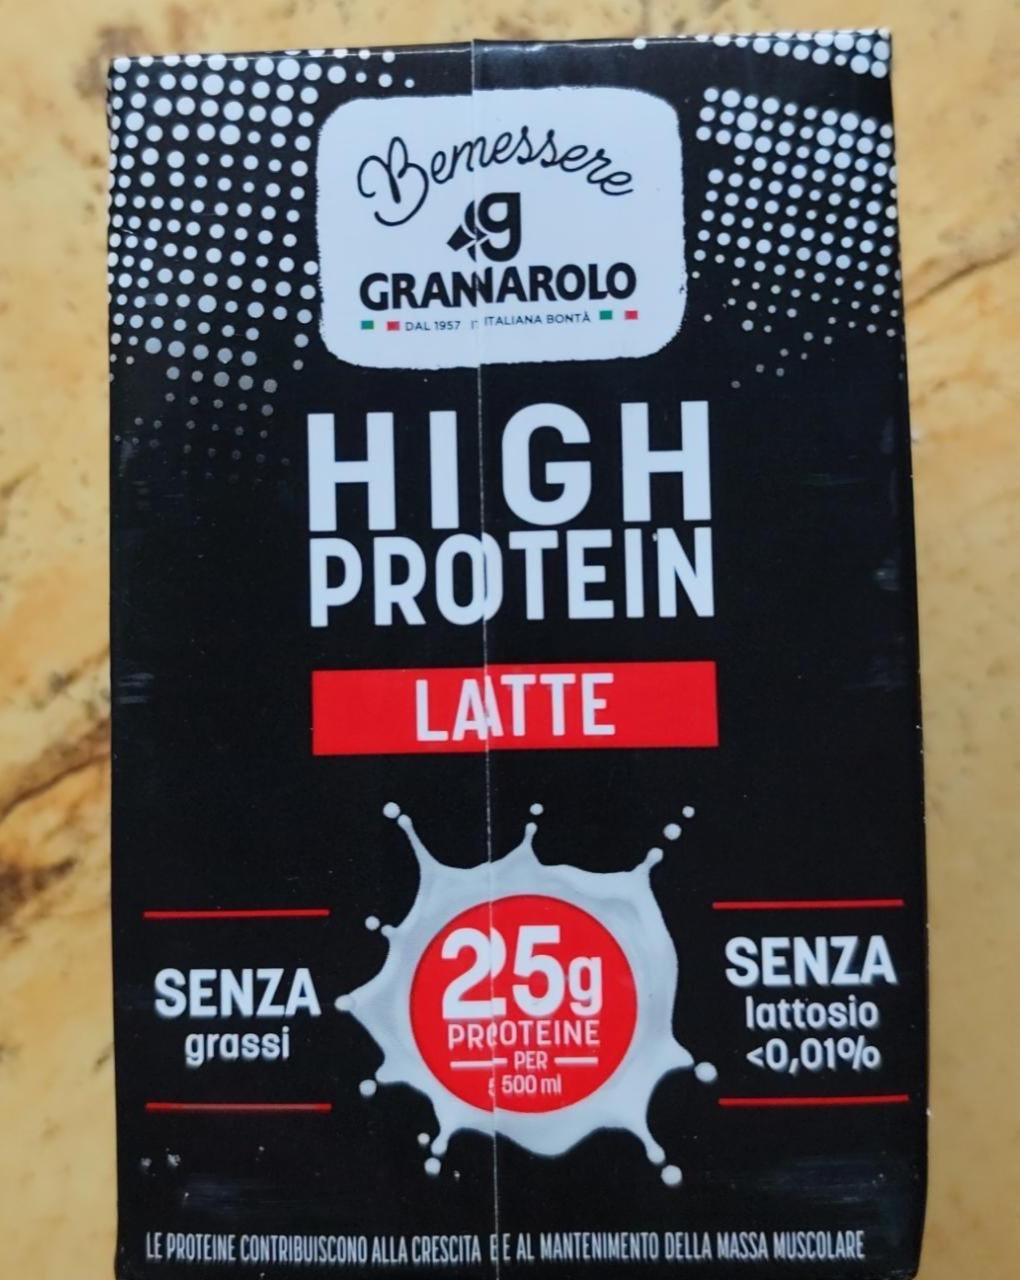 Bemessere
g
GRANAROLO
DAL 1957 ITALIANA BONTÀ
HIGH
PROTEIN
LATTE
SENZA
grassi
25g
PROTEINE
PER
500 ml
SENZA
lattosio
<0,01%
LE PROTEINE CONTRIBUISCONO ALLA CRESCITA E AL MANTENIMENTO DELLA MASSA MUSCOLARE